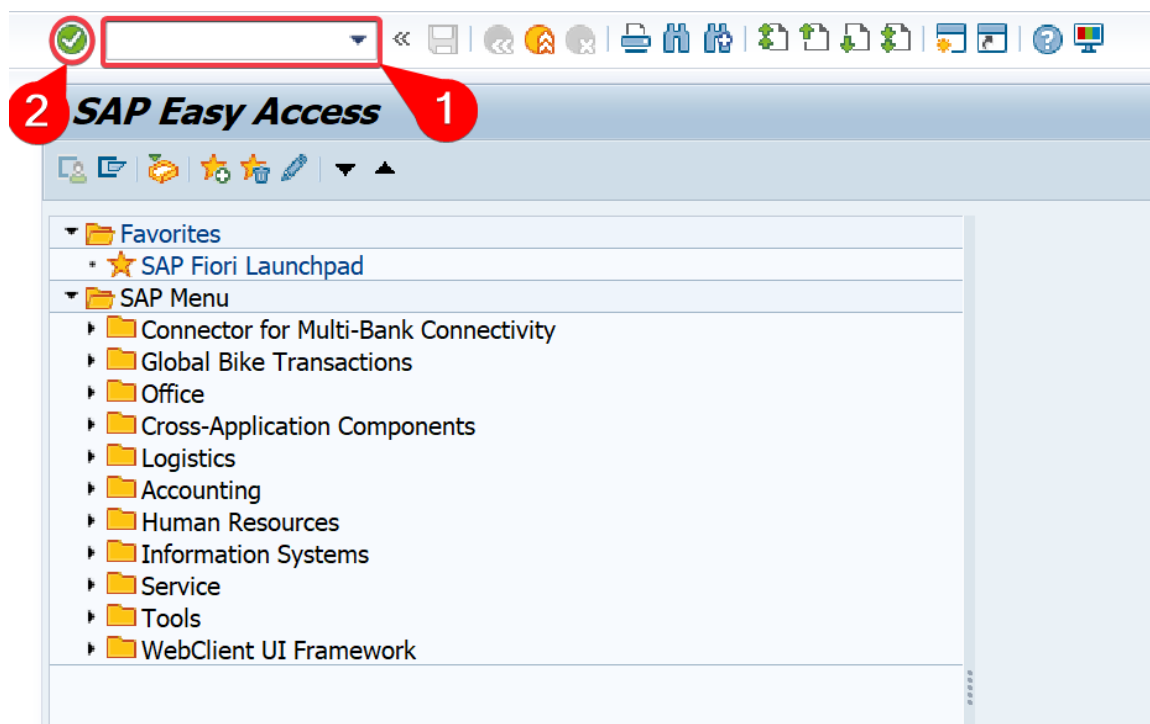 1
2
SAP Easy Access
Favorites
SAP Fiori Launchpad
SAP Menu
Connector for Multi-Bank Connectivity
Global Bike Transactions
Office
Cross-Application Components
Logistics
Accounting
Human Resources
Information Systems
Service
Tools
WebClient UI Framework